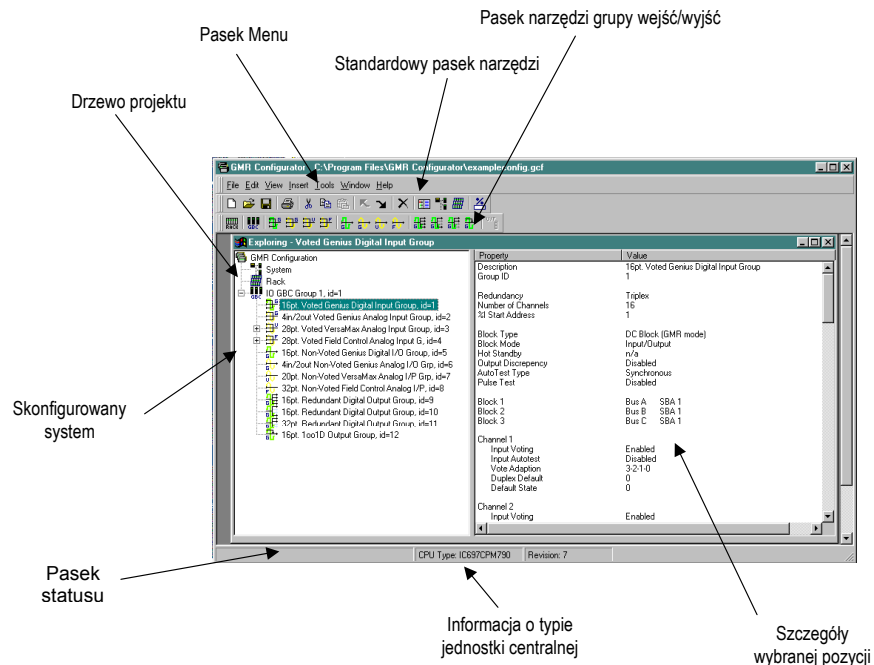 Pasek narzędzi grupy wejść/wyjść
Pasek Menu
Standardowy pasek narzędzi
Drzewo projektu
GMR Configurator - C:\Program Files\GMR Configurator\exampleconfig.gcf
File Edit View Insert Tools Window Help
Exploring - Voted Genius Digital Input Group
GMR Configuration
System
Rack
IO GBC Group 1, id=1
16pt. Voted Genius Digital Input Group, id=1
4in/2out Voted Genius Analog Input Group, id=2
28pt. Voted VersaMax Analog Input Group, id=3
28pt. Voted Field Control Analog Input G, id=4
16pt. Non-Voted Genius Digital I/O Group, id=5
4in/2out Non-Voted Genius Analog I/O Grp, id=6
20pt. Non-Voted VersaMax Analog I/P Grp, id=7
32pt. Non-Voted Field Control Analog I/P, id=8
16pt. Redundant Digital Output Group, id=9
16pt. Redundant Digital Output Group, id=10
32pt. Redundant Digital Output Group, id=11
16pt. 1oo1D Output Group, id=12
Property Value
Description 16pt. Voted Genius Digital Input Group
Group ID 1
Redundancy Triplex
Number of Channels 16
%I Start Address 1
Block Type DC Block (GMR mode)
Block Mode Input/Output
Hot Standby n/a
Output Discrepency Disabled
AutoTest Type Synchronous
Pulse Test Disabled
Block 1 Bus A SBA 1
Block 2 Bus B SBA 1
Block 3 Bus C SBA 1
Channel 1
Input Voting Enabled
Input Autotest Disabled
Vote Adaption 3-2-1-0
Duplex Default 0
Default State 0
Channel 2
Input Voting Enabled
Skonfigurowany
system
CPU Type: IC697CPM790 Revision: 7
Pasek
statusu
Informacja o typie
jednostki centralnej
Szczegóły
wybranej pozycji